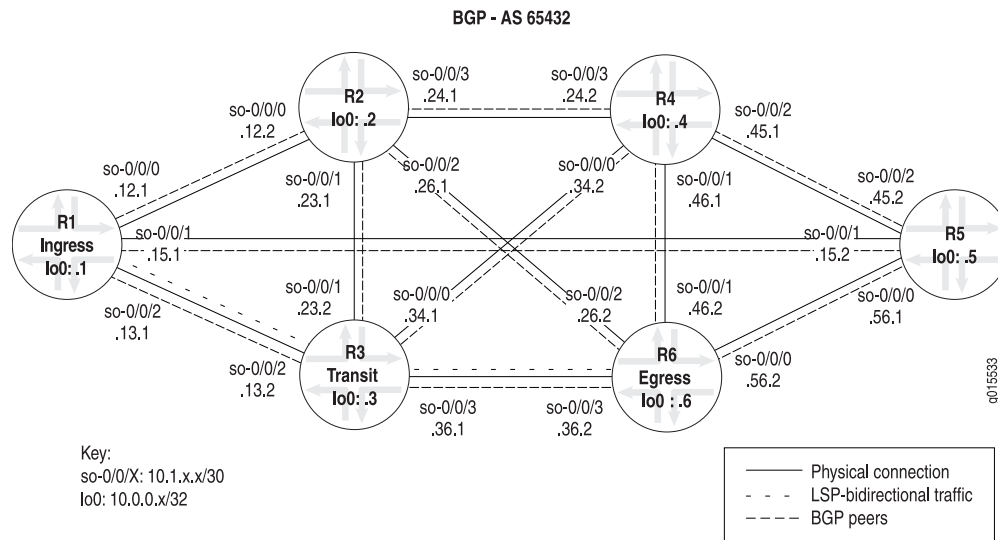 BGP - AS 65432
R2
lo0: .2
R4
lo0: .4
so-0/0/3
.24.1
so-0/0/3
.24.2
so-0/0/0
.12.2
so-0/0/2
.45.1
so-0/0/0
.12.1
so-0/0/1
.23.1
so-0/0/2
.26.1
so-0/0/0
.34.2
so-0/0/1
.46.1
so-0/0/2
.45.2
R1
Ingress
lo0: .1
so-0/0/1
.15.1
so-0/0/1
.15.2
R5
lo0: .5
so-0/0/2
.13.1
so-0/0/1
.23.2
so-0/0/0
.34.1
so-0/0/2
.26.2
so-0/0/1
.46.2
so-0/0/0
.56.1
so-0/0/2
.13.2
R3
Transit
lo0: .3
R6
Egress
lo0 : .6
so-0/0/0
.56.2
so-0/0/3
.36.1
so-0/0/3
.36.2
g015533
Key:
so-0/0/X: 10.1.x.x/30
lo0: 10.0.0.x/32
Physical connection
LSP-bidirectional traffic
BGP peers